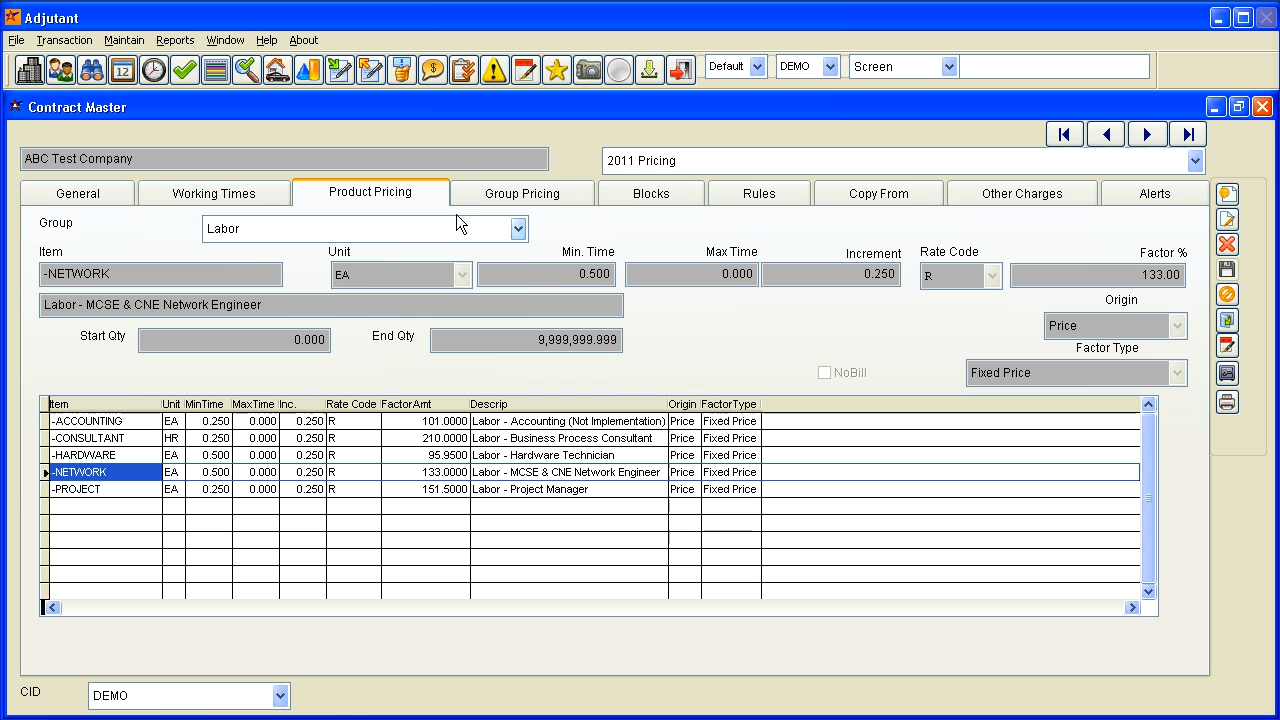 Adjutant
File Transaction Maintain Reports Window Help About
12 Default DEMO Screen
Contract Master
ABC Test Company 2011 Pricing
General Working Times Product Pricing Group Pricing Blocks Rules Copy From Other Charges Alerts
Group Labor
Item Unit Min. Time Max Time Increment Rate Code Factor %
-NETWORK EA 0.500 0.000 0.250 R 133.00
Labor - MCSE & CNE Network Engineer Origin
Price
Start Qty 0.000 End Qty 9,999,999.999
Factor Type
NoBill Fixed Price
Item Unit MinTime MaxTime Inc. Rate Code FactorAmt Descrip Origin FactorType
-ACCOUNTING EA 0.250 0.000 0.250 R 101.0000 Labor - Accounting (Not Implementation) Price Fixed Price
-CONSULTANT HR 0.250 0.000 0.250 R 210.0000 Labor - Business Process Consultant Price Fixed Price
-HARDWARE EA 0.500 0.000 0.250 R 95.9500 Labor - Hardware Technician Price Fixed Price
-NETWORK EA 0.500 0.000 0.250 R 133.0000 Labor - MCSE & CNE Network Engineer Price Fixed Price
-PROJECT EA 0.250 0.000 0.250 R 151.5000 Labor - Project Manager Price Fixed Price
CID DEMO